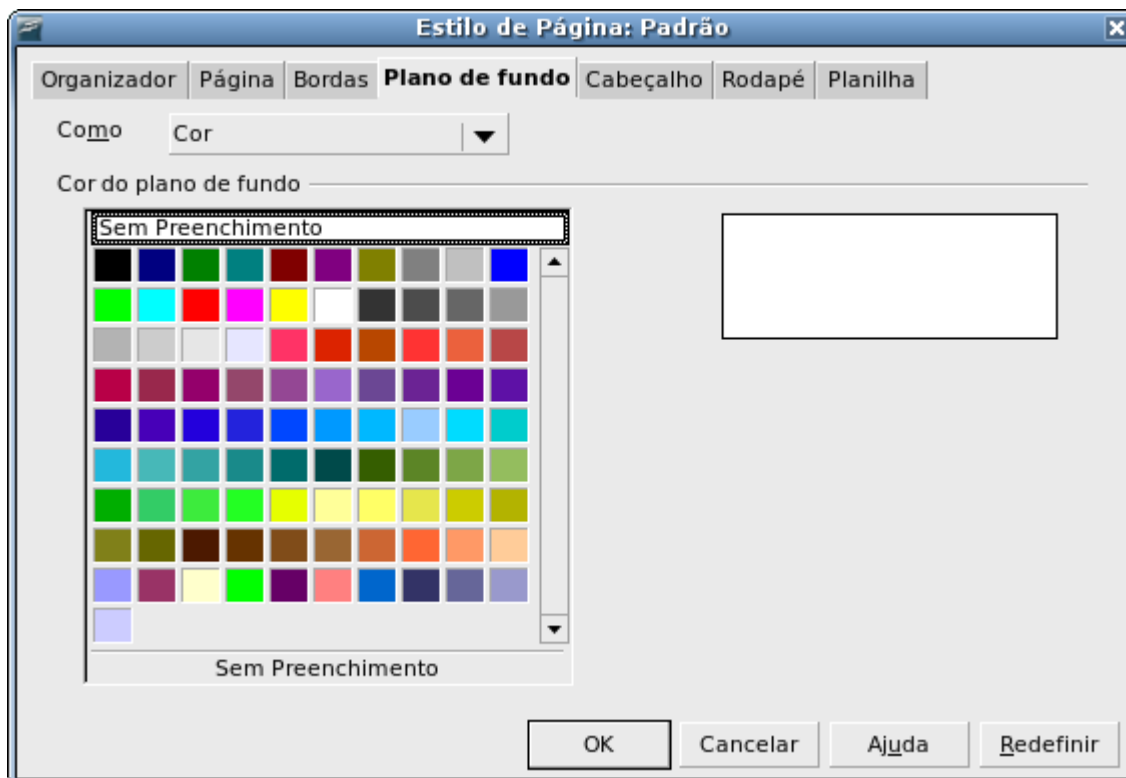 Estilo de Página: Padrão
Organizador Página Bordas Plano de fundo Cabeçalho Rodapé Planilha
Como Cor
Cor do plano de fundo
Sem Preenchimento
Sem Preenchimento
OK Cancelar Ajuda Redefinir